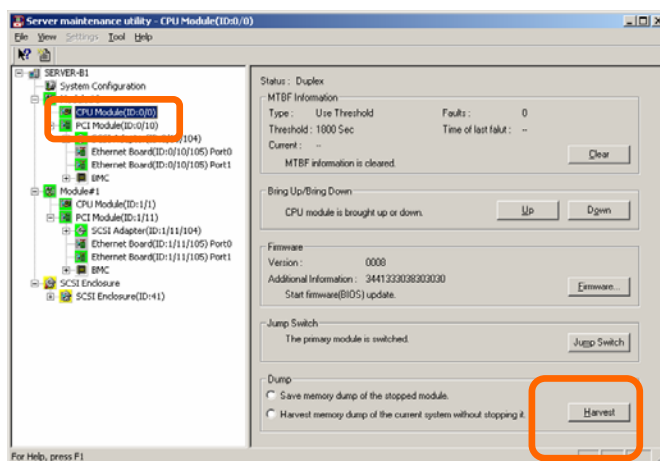 Server maintenance utility - CPU Module(ID:0/0)
File View Settings Tool Help
SERVER-B1
System Configuration
CPU Module(ID:0/0)
PCI Module(ID:0/10)
Ethernet Board(ID:0/10/105) Port0
Ethernet Board(ID:0/10/105) Port1
BMC
Module#1
CPU Module(ID:1/1)
PCI Module(ID:1/11)
SCSI Adapter(ID:1/11/104)
Ethernet Board(ID:1/11/105) Port0
Ethernet Board(ID:1/11/105) Port1
BMC
SCSI Enclosure
SCSI Enclosure(ID:41)
Status : Duplex
MTBF Information
Type : Use Threshold Faults : 0
Threshold : 1800 Sec Time of last falut : --
Current : --
MTBF information is cleared.
Clear
Bring Up/Bring Down
CPU module is brought up or down.
Up
Down
Firmware
Version : 0008
Additional Information : 3441333038303030
Start firmware(BIOS) update.
Firmware...
Jump Switch
The primary module is switched.
Jump Switch
Dump
Save memory dump of the stopped module.
Harvest memory dump of the current system without stopping it.
Harvest
For Help, press F1